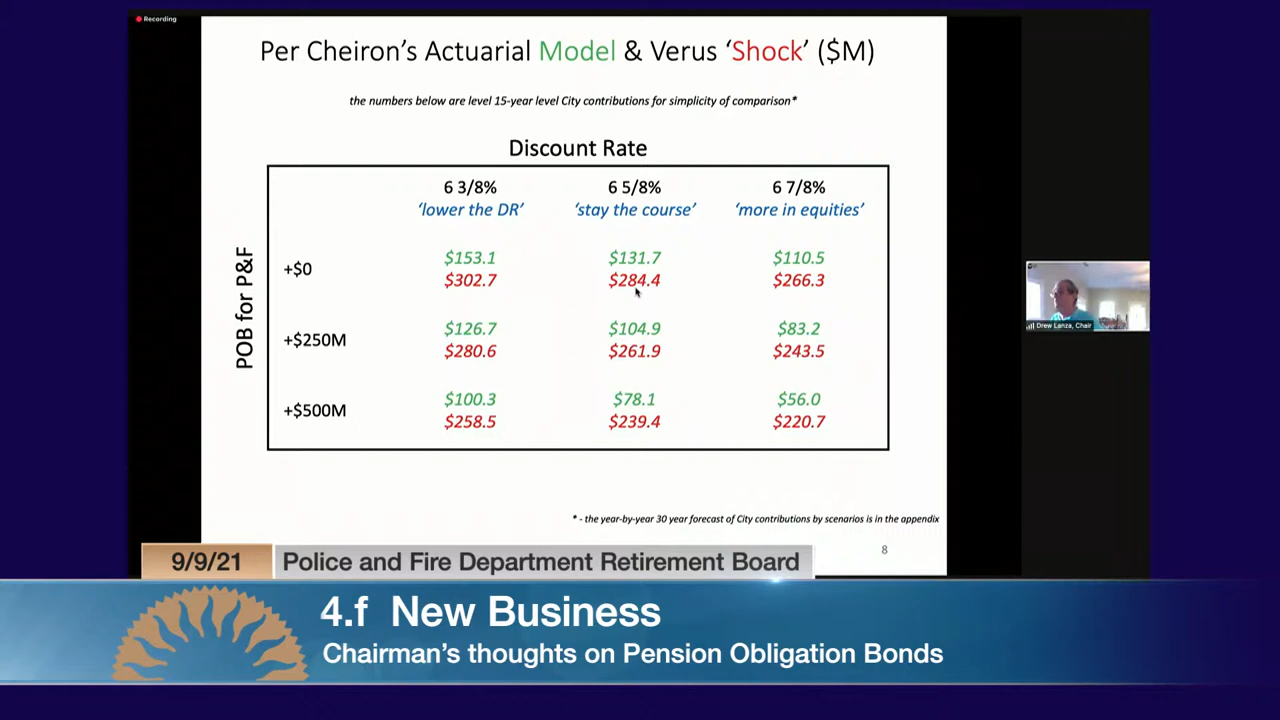 Recording
Per Cheiron's Actuarial Model & Verus 'Shock' ($M)
the numbers below are level 15-year level City contributions for simplicity of comparison*
Discount Rate
6 3/8% 6 5/8% 6 7/8%
'lower the DR' 'stay the course' 'more in equities'
POB for P&F
+$0
$153.1 $131.7 $110.5
$302.7 $284.4 $266.3
+$250M
$126.7 $104.9 $83.2
$280.6 $261.9 $243.5
+$500M
$100.3 $78.1 $56.0
$258.5 $239.4 $220.7
* - the year-by-year 30 year forecast of City contributions by scenarios is in the appendix
8
Drew Lanza, Chair
9/9/21 Police and Fire Department Retirement Board
4.f New Business
Chairman's thoughts on Pension Obligation Bonds